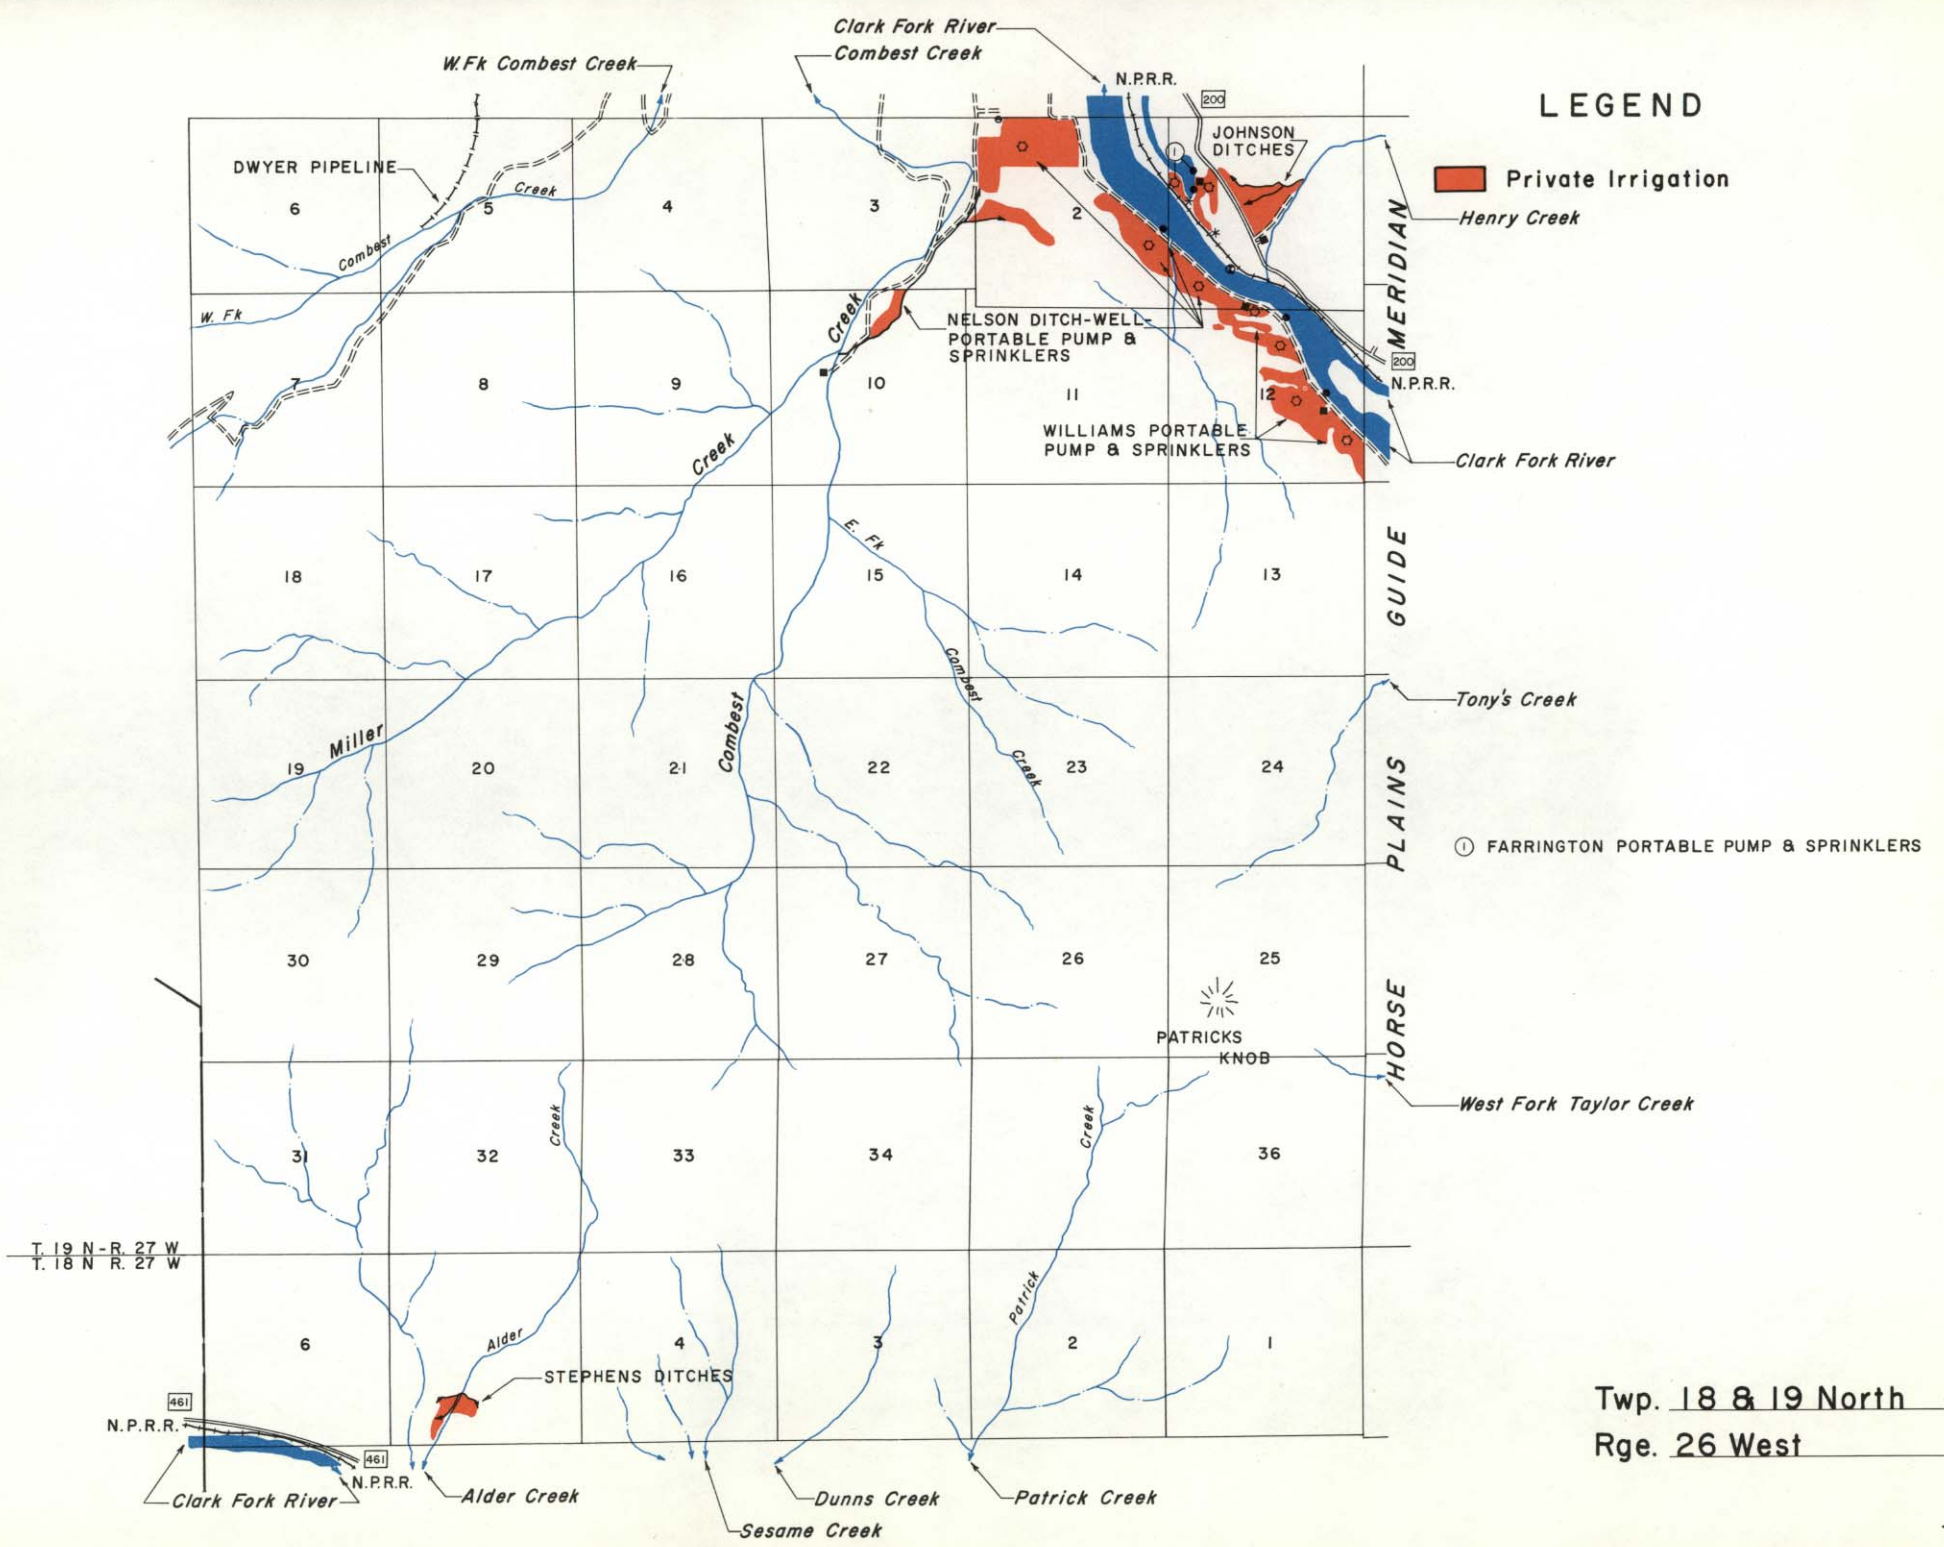 Clark Fork River
Combest Creek
W.Fk Combest Creek
N.P.R.R.
200
LEGEND
Private Irrigation
JOHNSON
DITCHES
DWYER PIPELINE
Henry Creek
6
5
4
3
2
Creek
Combest
W. Fk
Creek
NELSON DITCH-WELL-
PORTABLE PUMP &
SPRINKLERS
1
MERIDIAN
200
N.P.R.R.
7
8
9
10
11
12
WILLIAMS PORTABLE
PUMP & SPRINKLERS
Clark Fork River
Creek
E. Fk
18
17
16
15
14
13
GUIDE
Combest
Tony's Creek
Miller
Combest
Creek
19
20
21
22
23
24
PLAINS
1 FARRINGTON PORTABLE PUMP & SPRINKLERS
30
29
28
27
26
25
HORSE
PATRICKS
KNOB
West Fork Taylor Creek
Creek
Creek
31
32
33
34
36
T. 19 N-R. 27 W
T. 18 N R. 27 W
Patrick
Alder
6
4
3
2
1
STEPHENS DITCHES
461
N.P.R.R.
461
N.P.R.R.
Clark Fork River
Alder Creek
Dunns Creek
Patrick Creek
Sesame Creek
Twp. 18 & 19 North
Rge. 26 West